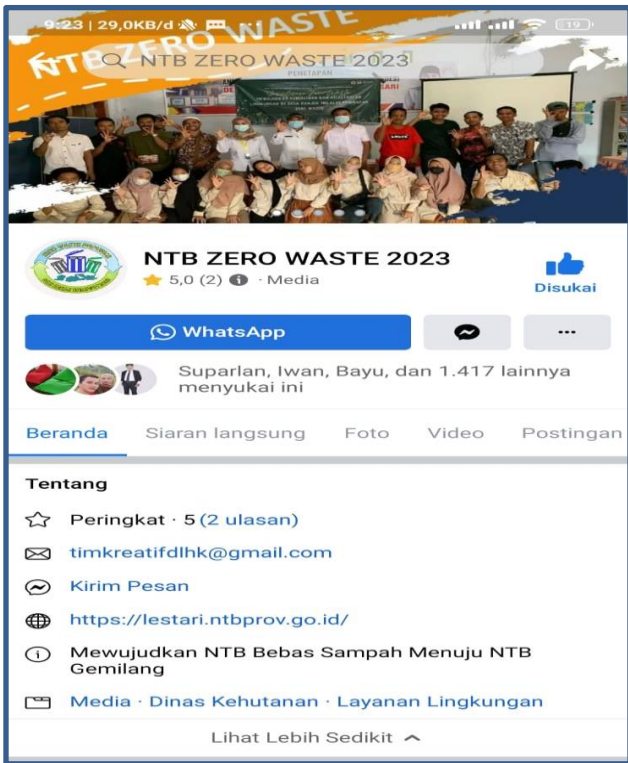 9:23 | 29,0KB/d
19
NTB ZERO WASTE
NTB ZERO WASTE 2023
PENETAPAN
NTB ZERO WASTE 2023
5,0 (2) · Media
Disukai
WhatsApp
Suparlan, Iwan, Bayu, dan 1.417 lainnya
menyukai ini
Beranda Siaran langsung Foto Video Postingan
Tentang
Peringkat · 5 (2 ulasan)
timkreatifdlhk@gmail.com
Kirim Pesan
https://lestari.ntbprov.go.id/
Mewujudkan NTB Bebas Sampah Menuju NTB
Gemilang
Media · Dinas Kehutanan · Layanan Lingkungan
Lihat Lebih Sedikit